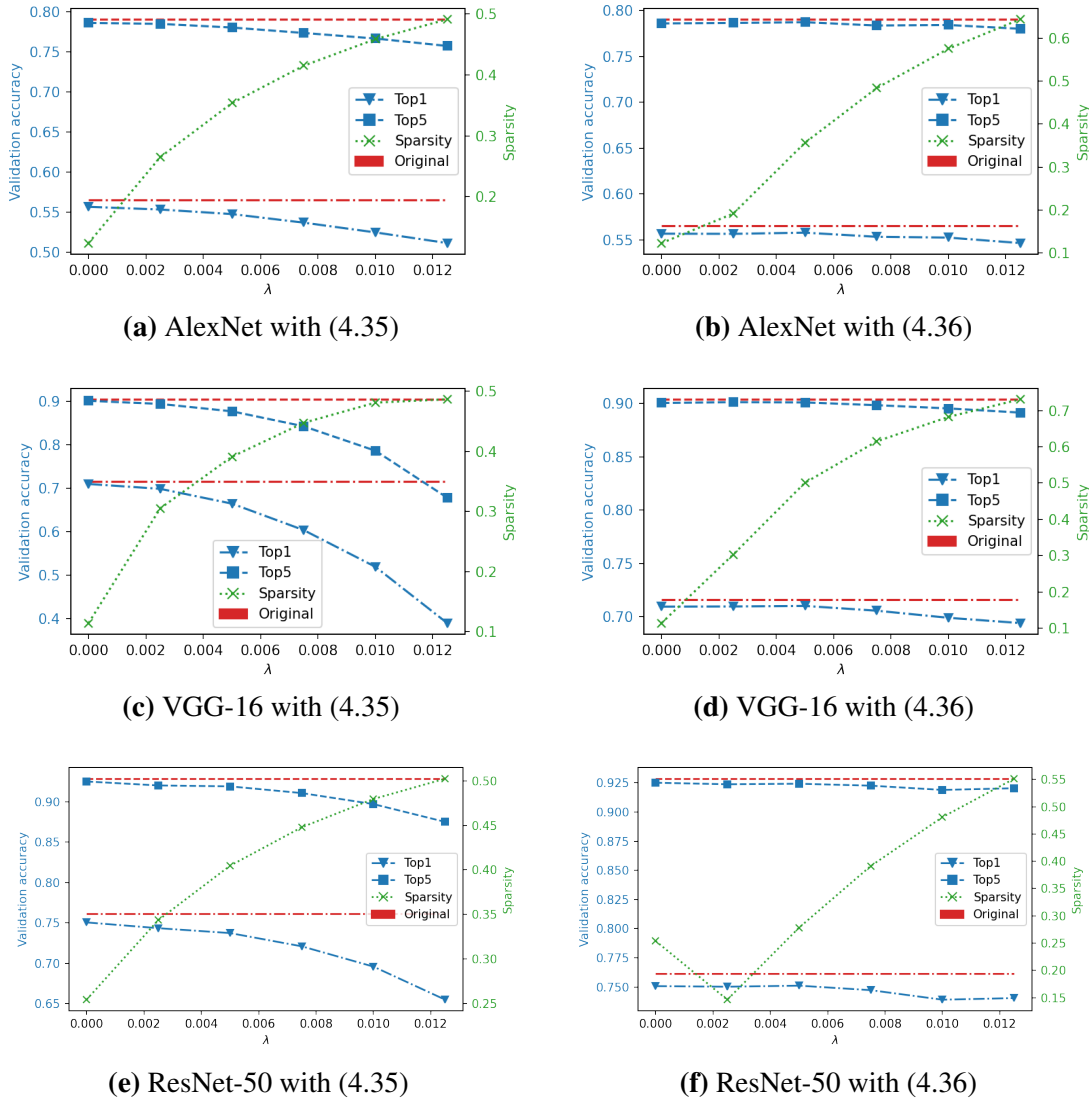 0.80
0.75
0.70
0.65
0.60
0.55
0.50
Validation accuracy
0.5
0.4
0.3
0.2
Sparsity
Top1
Top5
Sparsity
Original
0.000 0.002 0.004 0.006 0.008 0.010 0.012
λ
(a) AlexNet with (4.35)
0.80
0.75
0.70
0.65
0.60
0.55
Validation accuracy
0.6
0.5
0.4
0.3
0.2
0.1
Sparsity
Top1
Top5
Sparsity
Original
0.000 0.002 0.004 0.006 0.008 0.010 0.012
λ
(b) AlexNet with (4.36)
0.9
0.8
0.7
0.6
0.5
0.4
Validation accuracy
0.5
0.4
0.3
0.2
0.1
Sparsity
Top1
Top5
Sparsity
Original
0.000 0.002 0.004 0.006 0.008 0.010 0.012
λ
(c) VGG-16 with (4.35)
0.90
0.85
0.80
0.75
0.70
Validation accuracy
0.7
0.6
0.5
0.4
0.3
0.2
0.1
Sparsity
Top1
Top5
Sparsity
Original
0.000 0.002 0.004 0.006 0.008 0.010 0.012
λ
(d) VGG-16 with (4.36)
0.90
0.85
0.80
0.75
0.70
0.65
Validation accuracy
0.50
0.45
0.40
0.35
0.30
0.25
Sparsity
Top1
Top5
Sparsity
Original
0.000 0.002 0.004 0.006 0.008 0.010 0.012
λ
(e) ResNet-50 with (4.35)
0.925
0.900
0.875
0.850
0.825
0.800
0.775
0.750
Validation accuracy
0.55
0.50
0.45
0.40
0.35
0.30
0.25
0.20
0.15
Sparsity
Top1
Top5
Sparsity
Original
0.000 0.002 0.004 0.006 0.008 0.010 0.012
λ
(f) ResNet-50 with (4.36)